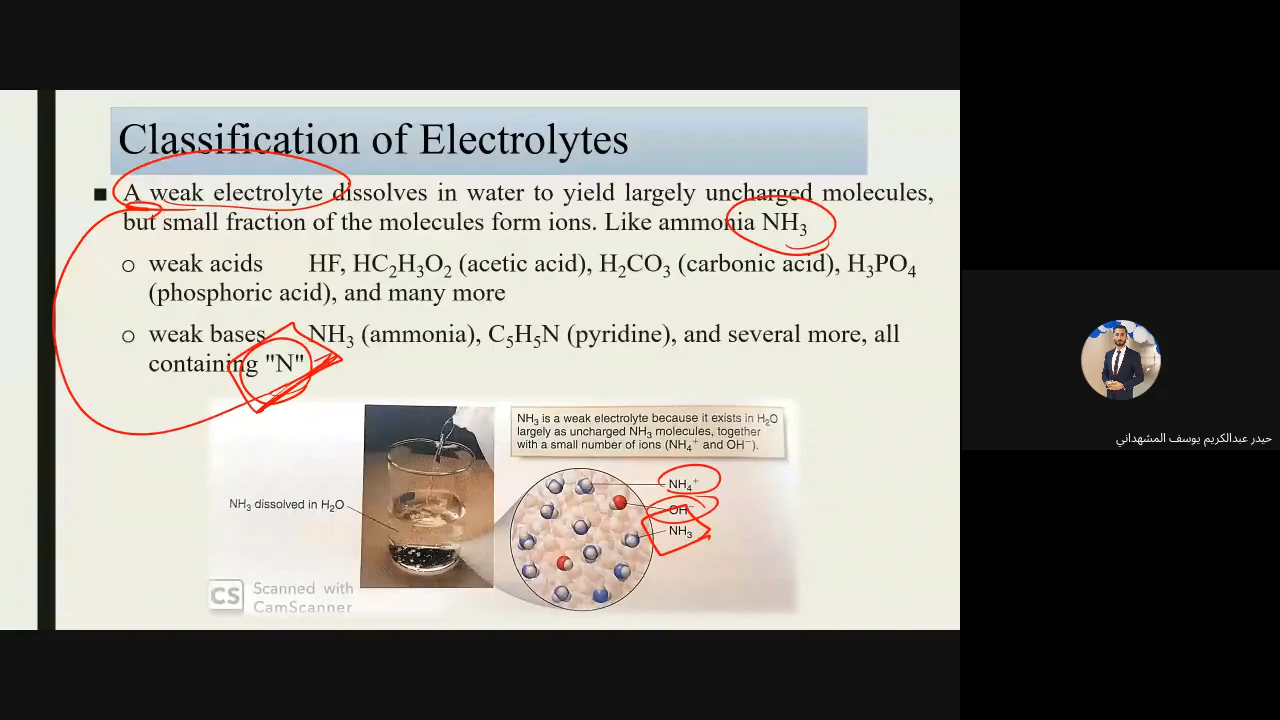 Classification of Electrolytes
■ A weak electrolyte dissolves in water to yield largely uncharged molecules,
but small fraction of the molecules form ions. Like ammonia NH₃
o weak acids HF, HC₂H₃O₂ (acetic acid), H₂CO₃ (carbonic acid), H₃PO₄
(phosphoric acid), and many more
o weak bases NH₃ (ammonia), C₅H₅N (pyridine), and several more, all
containing "N"
NH₃ is a weak electrolyte because it exists in H₂O
largely as uncharged NH₃ molecules, together
with a small number of ions (NH₄⁺ and OH⁻).
NH₄⁺
OH⁻
NH₃
NH₃ dissolved in H₂O
CS Scanned with
CamScanner
حيدر عبدالكريم يوسف المشهداني